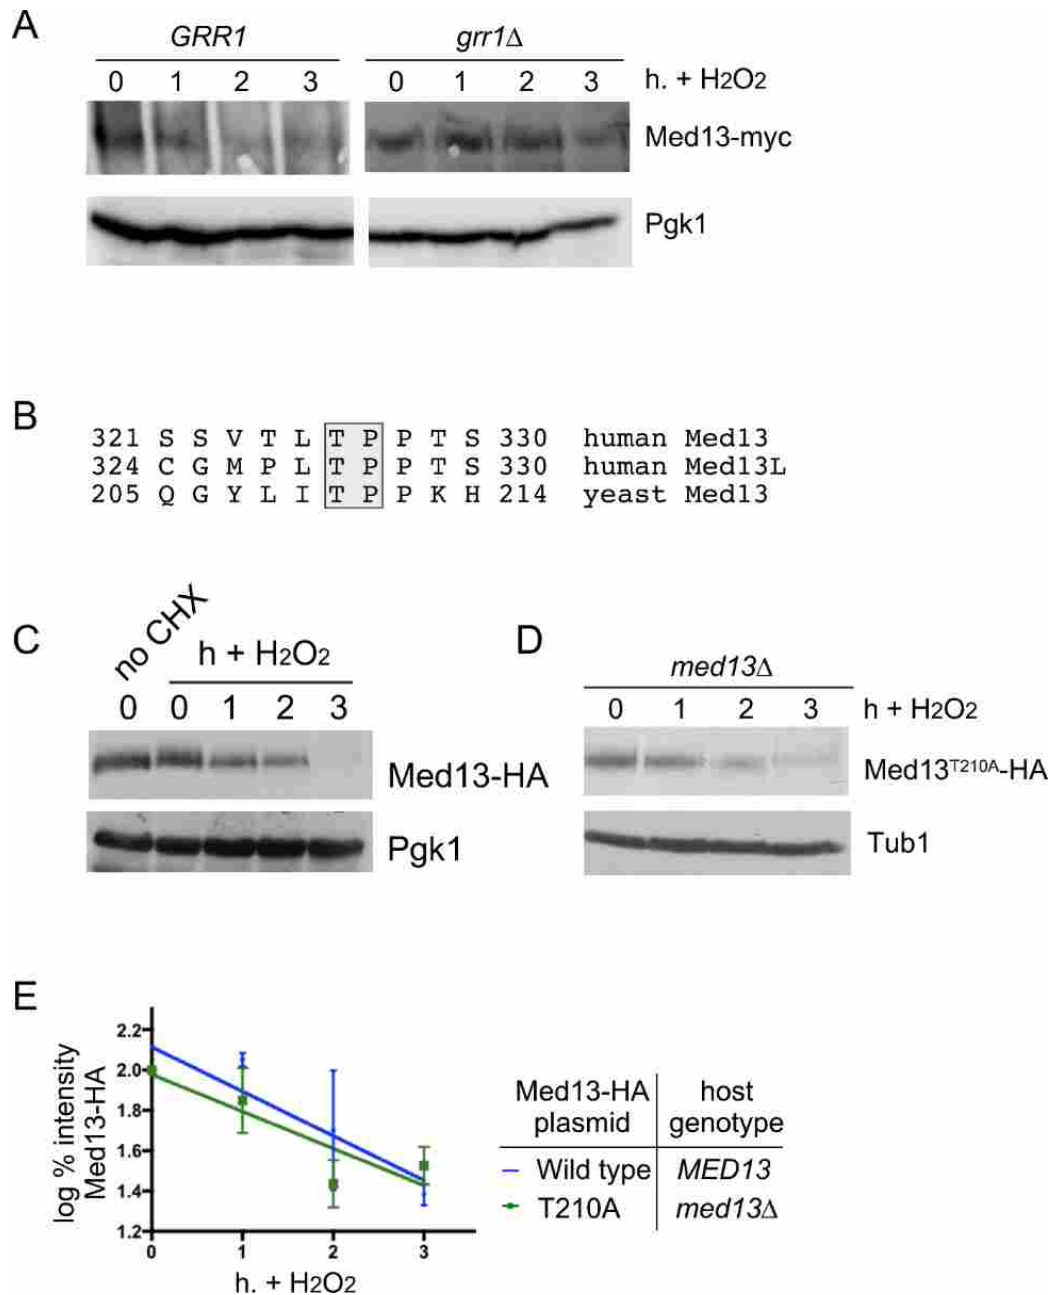 A
GRR1 grr1Δ
0 1 2 3 0 1 2 3 h. + H2O2
Med13-myc
Pgk1
B
321 S S V T L T P P T S 330 human Med13
324 C G M P L T P P T S 330 human Med13L
205 Q G Y L I T P P K H 214 yeast Med13
C
no CHX
h + H2O2
0 0 1 2 3
Med13-HA
Pgk1
D
med13Δ
0 1 2 3 h + H2O2
Med13T210A-HA
Tub1
E
log % intensity
Med13-HA
2.2
2.0
1.8
1.6
1.4
1.2
0 1 2 3
h. + H2O2
Med13-HA host
plasmid genotype
Wild type MED13
T210A med13Δ